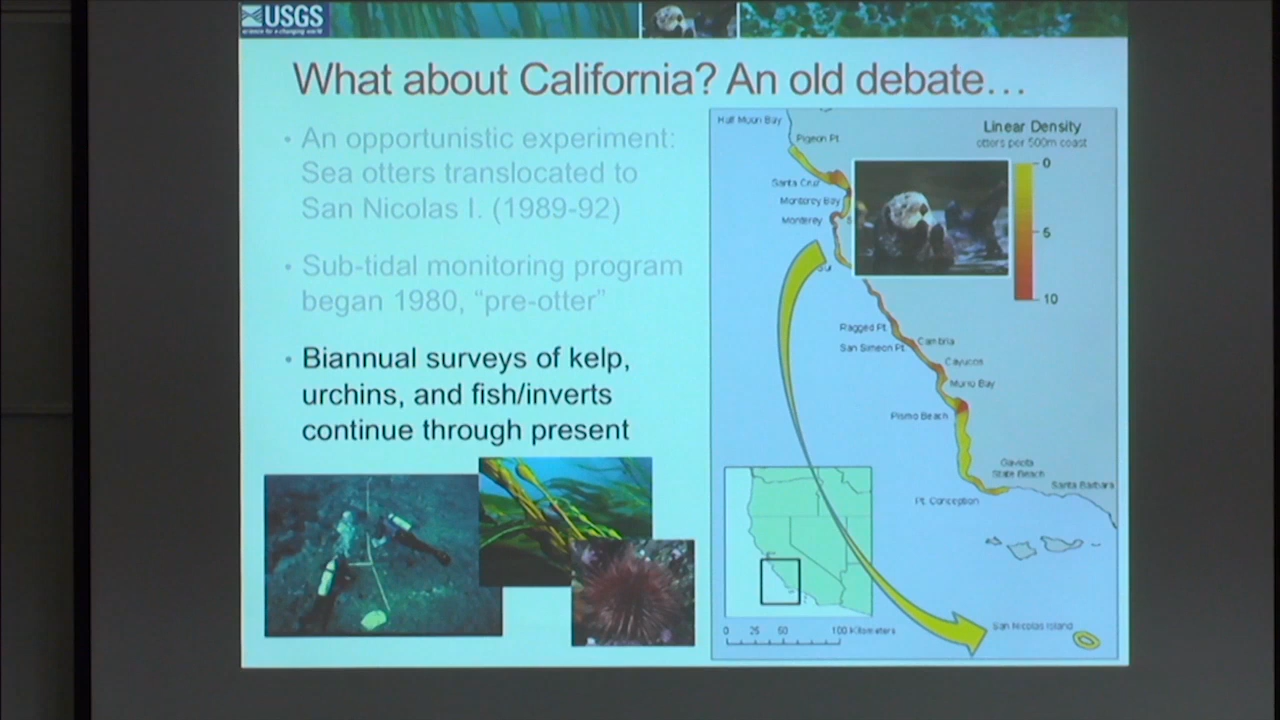 USGS
science for a changing world
What about California? An old debate…
• An opportunistic experiment:
Sea otters translocated to
San Nicolas I. (1989-92)
• Sub-tidal monitoring program
began 1980, “pre-otter”
• Biannual surveys of kelp,
urchins, and fish/inverts
continue through present
Half Moon Bay
Pigeon Pt.
Linear Density
otters per 500m coast
0
5
10
Santa Cruz
Monterey Bay
Monterey
Ragged Pt.
San Simeon Pt.
Cambria
Cayucos
Morro Bay
Pismo Beach
Gaviota
State Beach
Santa Barbara
Pt. Conception
San Nicolas Island
0 25 50 100 Kilometers